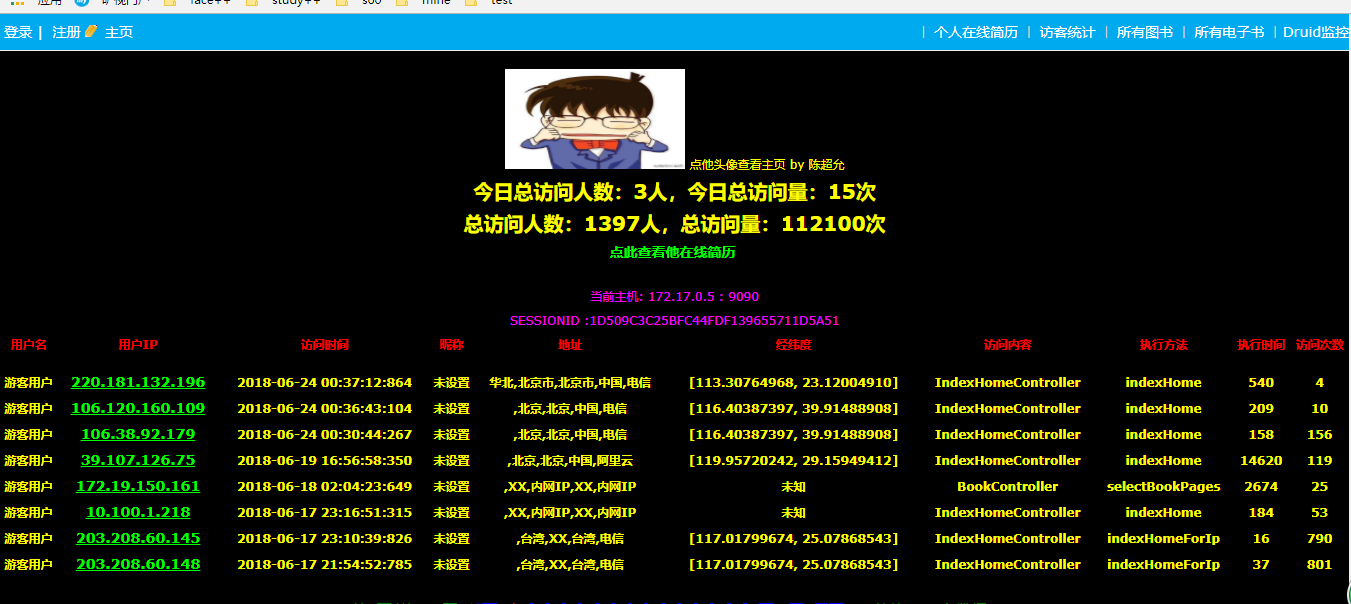 应用 矿视门户 face++ study++ soo mine test
登录 | 注册 主页 | 个人在线简历 | 访客统计 | 所有图书 | 所有电子书 | Druid监控
点他头像查看主页 by 陈超允
今日总访问人数：3人，今日总访问量：15次
总访问人数：1397人，总访问量：112100次
点此查看他在线简历
当前主机: 172.17.0.5 : 9090
SESSIONID :1D509C3C25BFC44FDF139655711D5A51
用户名 用户IP 访问时间 昵称 地址 经纬度 访问内容 执行方法 执行时间 访问次数
游客用户 220.181.132.196 2018-06-24 00:37:12:864 未设置 华北,北京市,北京市,中国,电信 [113.30764968, 23.12004910] IndexHomeController indexHome 540 4
游客用户 106.120.160.109 2018-06-24 00:36:43:104 未设置 ,北京,北京,中国,电信 [116.40387397, 39.91488908] IndexHomeController indexHome 209 10
游客用户 106.38.92.179 2018-06-24 00:30:44:267 未设置 ,北京,北京,中国,电信 [116.40387397, 39.91488908] IndexHomeController indexHome 158 156
游客用户 39.107.126.75 2018-06-19 16:56:58:350 未设置 ,北京,北京,中国,阿里云 [119.95720242, 29.15949412] IndexHomeController indexHome 14620 119
游客用户 172.19.150.161 2018-06-18 02:04:23:649 未设置 ,XX,内网IP,XX,内网IP 未知 BookController selectBookPages 2674 25
游客用户 10.100.1.218 2018-06-17 23:16:51:315 未设置 ,XX,内网IP,XX,内网IP 未知 IndexHomeController indexHome 184 53
游客用户 203.208.60.145 2018-06-17 23:10:39:826 未设置 ,台湾,XX,台湾,电信 [117.01799674, 25.07868543] IndexHomeController indexHomeForIp 16 790
游客用户 203.208.60.148 2018-06-17 21:54:52:785 未设置 ,台湾,XX,台湾,电信 [117.01799674, 25.07868543] IndexHomeController indexHomeForIp 37 801